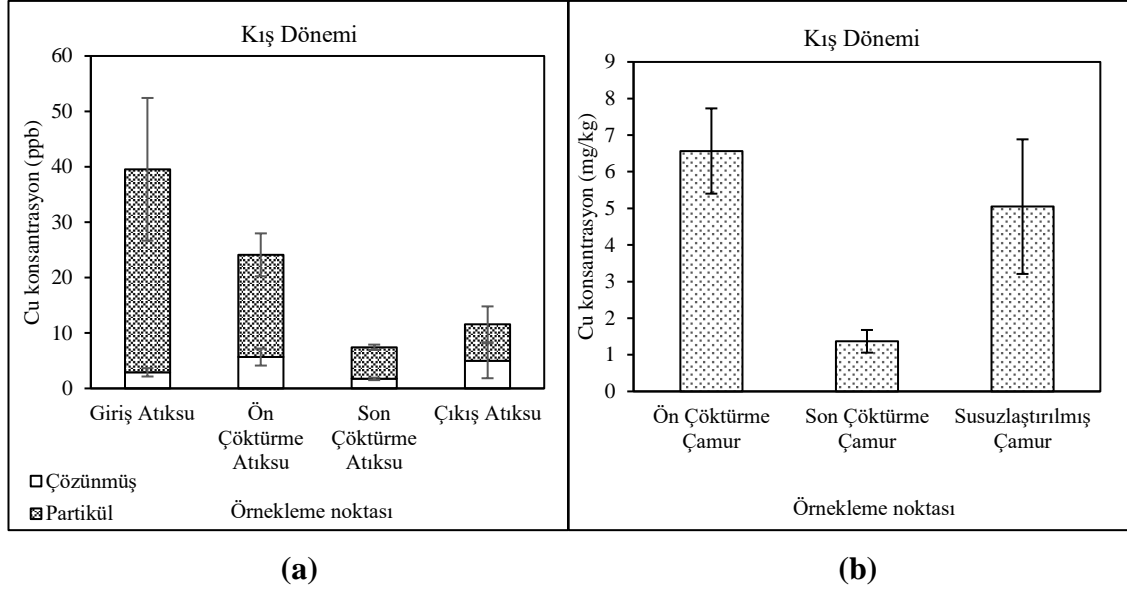 Kış Dönemi
Cu konsantrasyon (ppb)
60
50
40
30
20
10
0
Giriş Atıksu
Ön
Çöktürme
Atıksu
Son
Çöktürme
Atıksu
Çıkış Atıksu
Çözünmüş
Partikül
Örnekleme noktası
(a)
Kış Dönemi
Cu konsantrasyon (mg/kg)
9
8
7
6
5
4
3
2
1
0
Ön Çöktürme
Çamur
Son Çöktürme
Çamur
Susuzlaştırılmış
Çamur
Örnekleme noktası
(b)